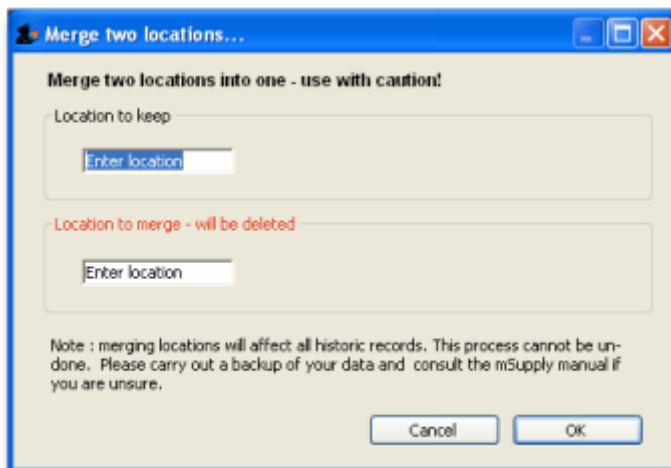 Merge two locations...
Merge two locations into one - use with caution!
Location to keep
Enter location
Location to merge - will be deleted
Enter location
Note : merging locations will affect all historic records. This process cannot be un-
done. Please carry out a backup of your data and consult the mSupply manual if
you are unsure.
Cancel OK